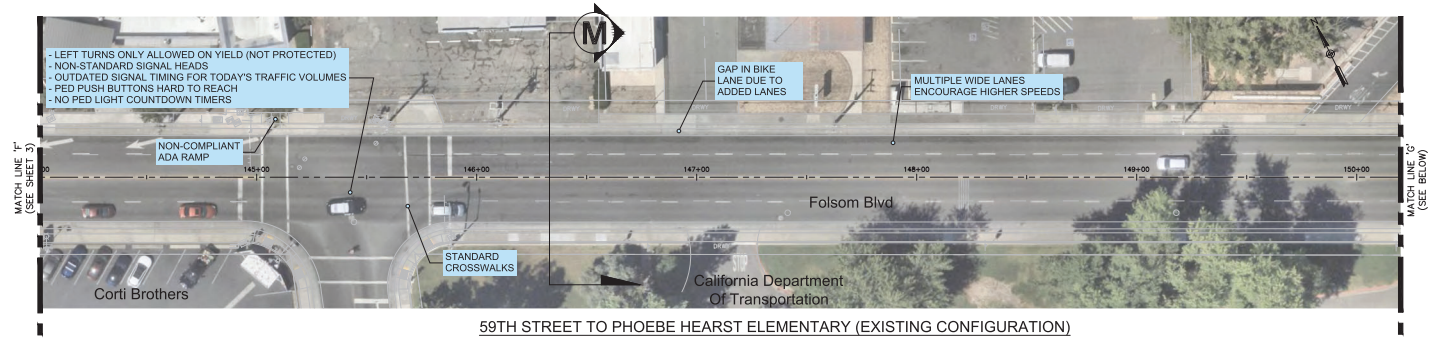 - LEFT TURNS ONLY ALLOWED ON YIELD (NOT PROTECTED)
- NON-STANDARD SIGNAL HEADS
- OUTDATED SIGNAL TIMING FOR TODAY'S TRAFFIC VOLUMES
- PED PUSH BUTTONS HARD TO REACH
- NO PED LIGHT COUNTDOWN TIMERS
M
GAP IN BIKE
LANE DUE TO
ADDED LANES
MULTIPLE WIDE LANES
ENCOURAGE HIGHER SPEEDS
DRWY
DRWY
NON-COMPLIANT
ADA RAMP
MATCH LINE 'F'
(SEE SHEET 3)
00
145+00
146+00
147+00
148+00
149+00
150+00
MATCH LINE 'G'
(SEE BELOW)
Folsom Blvd
STANDARD
CROSSWALKS
DRWY
Corti Brothers
California Department
Of Transportation
59TH STREET TO PHOEBE HEARST ELEMENTARY (EXISTING CONFIGURATION)